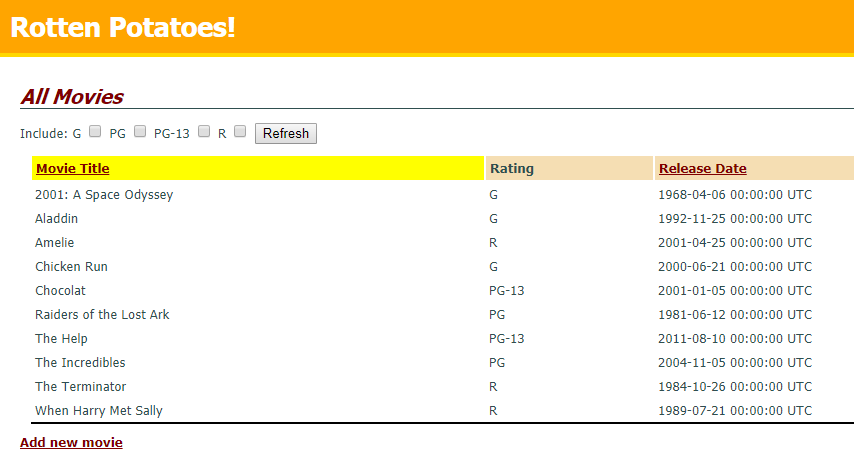 Rotten Potatoes!
All Movies
Include: G PG PG-13 R Refresh
Movie Title Rating Release Date
2001: A Space Odyssey G 1968-04-06 00:00:00 UTC
Aladdin G 1992-11-25 00:00:00 UTC
Amelie R 2001-04-25 00:00:00 UTC
Chicken Run G 2000-06-21 00:00:00 UTC
Chocolat PG-13 2001-01-05 00:00:00 UTC
Raiders of the Lost Ark PG 1981-06-12 00:00:00 UTC
The Help PG-13 2011-08-10 00:00:00 UTC
The Incredibles PG 2004-11-05 00:00:00 UTC
The Terminator R 1984-10-26 00:00:00 UTC
When Harry Met Sally R 1989-07-21 00:00:00 UTC
Add new movie